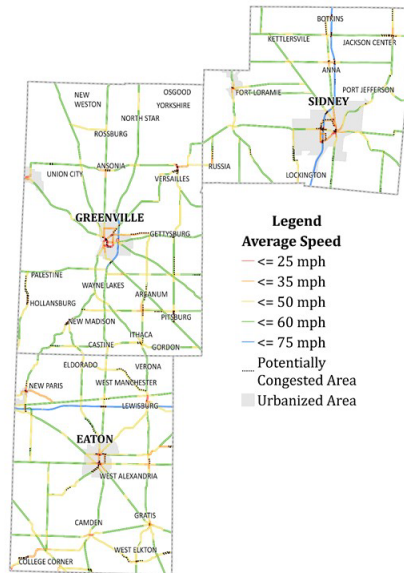 BOTKINS
KETTLERSVILE
JACKSON CENTER
ANNA
FORT-LORAMIE
PORT JEFFERSON
SIDNEY
LOCKINGTON
RUSSIA
NEW
WESTON
OSGOOD
YORKSHIRE
NORTH STAR
ROSSBURG
ANSONIA
UNION CITY
VERSAILLES
GREENVILLE
GETTYSBURG
PALESTINE
WAYNE LAKES
HOLLANSBURG
ARCANUM
NEW MADISON
PITSBURG
ITHACA
CASTINE
GORDON
ELDORADO
VERONA
WEST MANCHESTER
NEW PARIS
LEWISBURG
EATON
WEST ALEXANDRIA
GRATIS
CAMDEN
WEST ELKTON
COLLEGE CORNER
Legend
Average Speed
<= 25 mph
<= 35 mph
<= 50 mph
<= 60 mph
<= 75 mph
Potentially
Congested Area
Urbanized Area